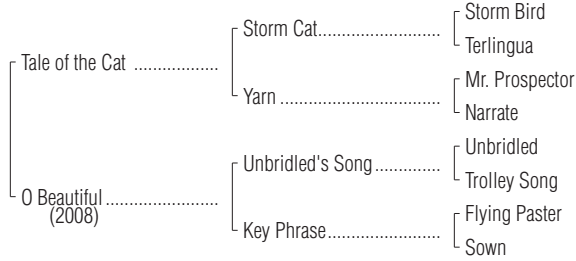 Storm Bird
Storm Cat
Terlingua
Tale of the Cat
Mr. Prospector
Yarn
Narrate
Unbridled
Unbridled's Song
Trolley Song
O Beautiful
(2008)
Flying Paster
Key Phrase
Sown